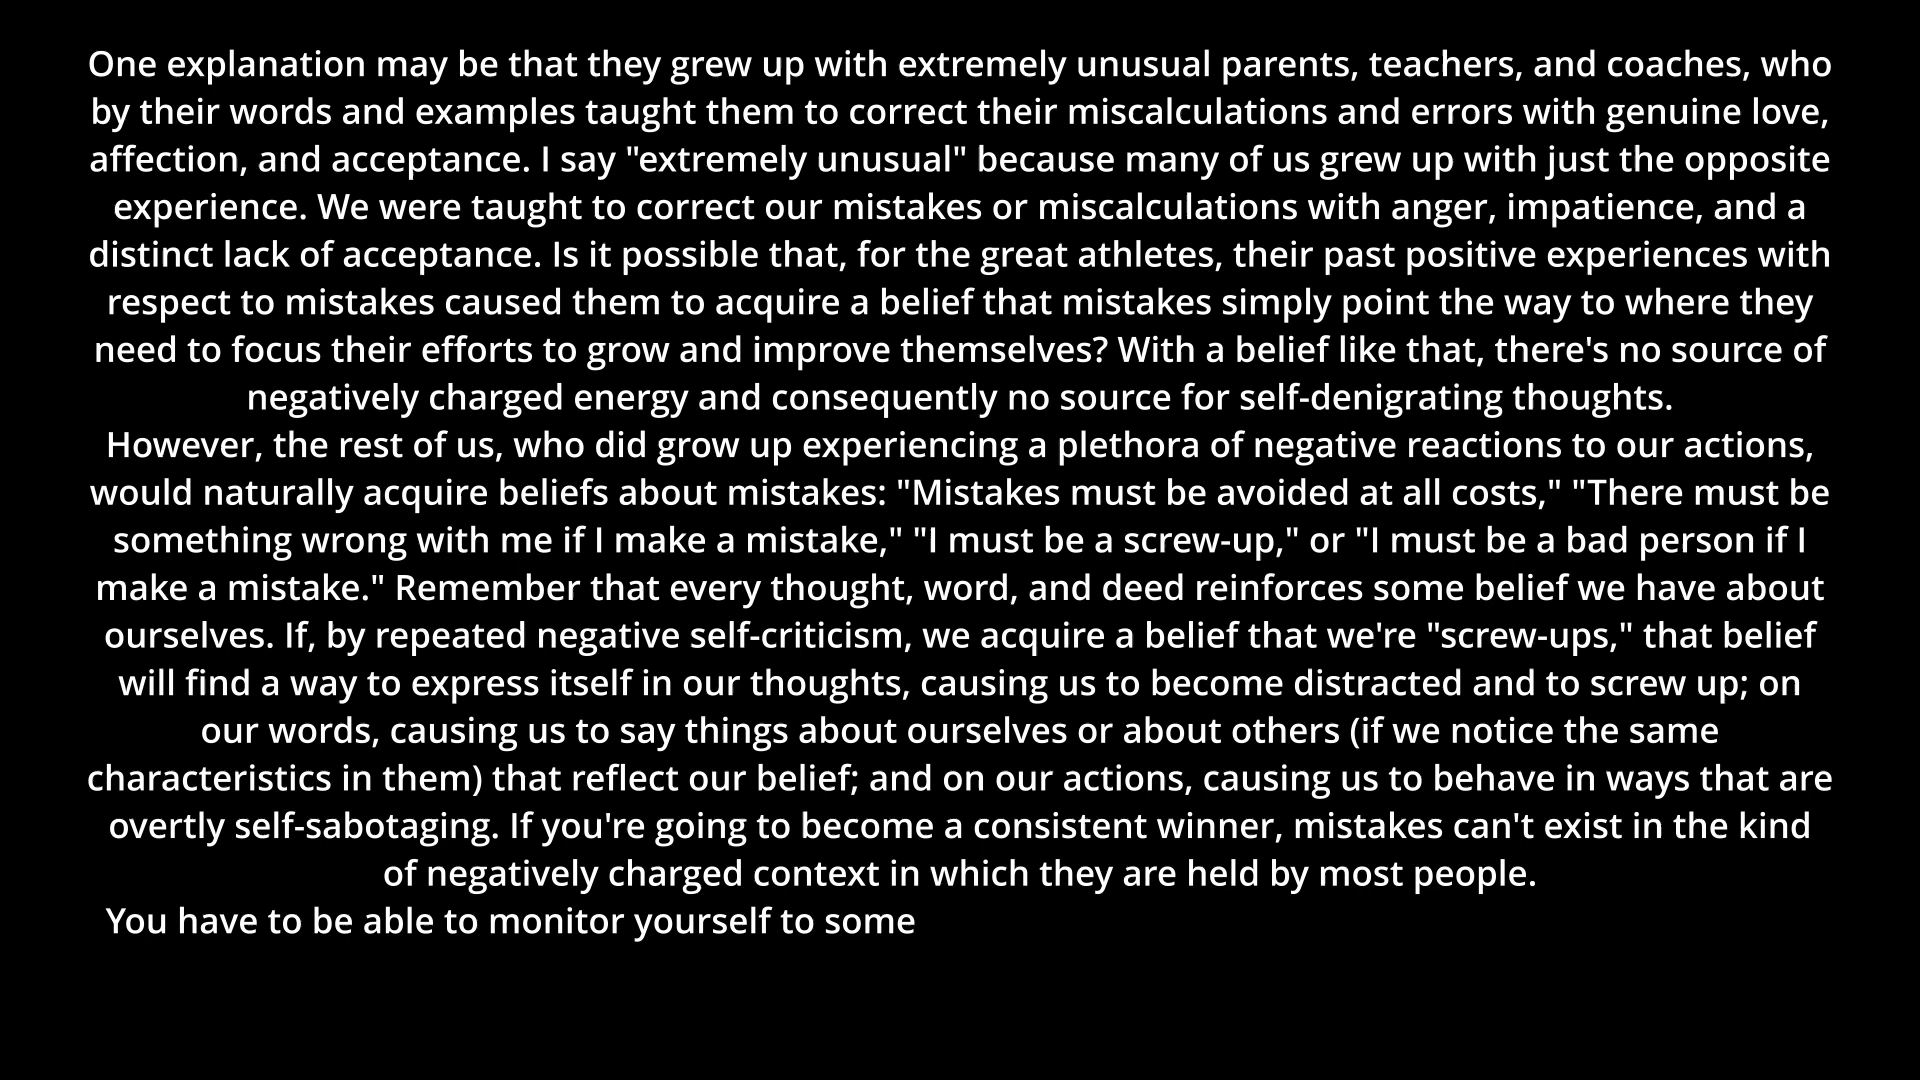 One explanation may be that they grew up with extremely unusual parents, teachers, and coaches, who
by their words and examples taught them to correct their miscalculations and errors with genuine love,
affection, and acceptance. I say "extremely unusual" because many of us grew up with just the opposite
experience. We were taught to correct our mistakes or miscalculations with anger, impatience, and a
distinct lack of acceptance. Is it possible that, for the great athletes, their past positive experiences with
respect to mistakes caused them to acquire a belief that mistakes simply point the way to where they
need to focus their efforts to grow and improve themselves? With a belief like that, there's no source of
negatively charged energy and consequently no source for self-denigrating thoughts.
However, the rest of us, who did grow up experiencing a plethora of negative reactions to our actions,
would naturally acquire beliefs about mistakes: "Mistakes must be avoided at all costs," "There must be
something wrong with me if I make a mistake," "I must be a screw-up," or "I must be a bad person if I
make a mistake." Remember that every thought, word, and deed reinforces some belief we have about
ourselves. If, by repeated negative self-criticism, we acquire a belief that we're "screw-ups," that belief
will find a way to express itself in our thoughts, causing us to become distracted and to screw up; on
our words, causing us to say things about ourselves or about others (if we notice the same
characteristics in them) that reflect our belief; and on our actions, causing us to behave in ways that are
overtly self-sabotaging. If you're going to become a consistent winner, mistakes can't exist in the kind
of negatively charged context in which they are held by most people.
You have to be able to monitor yourself to some